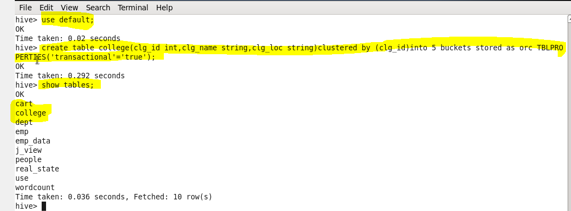 File Edit View Search Terminal Help
hive> use default;
OK
Time taken: 0.02 seconds
hive> create table college(clg_id int,clg_name string,clg_loc string)clustered by (clg_id)into 5 buckets stored as orc TBLPRO
PERTIES('transactional'='true');
OK
Time taken: 0.292 seconds
hive> show tables;
OK
cart
college
dept
emp
emp_data
j_view
people
real_state
use
wordcount
Time taken: 0.036 seconds, Fetched: 10 row(s)
hive>